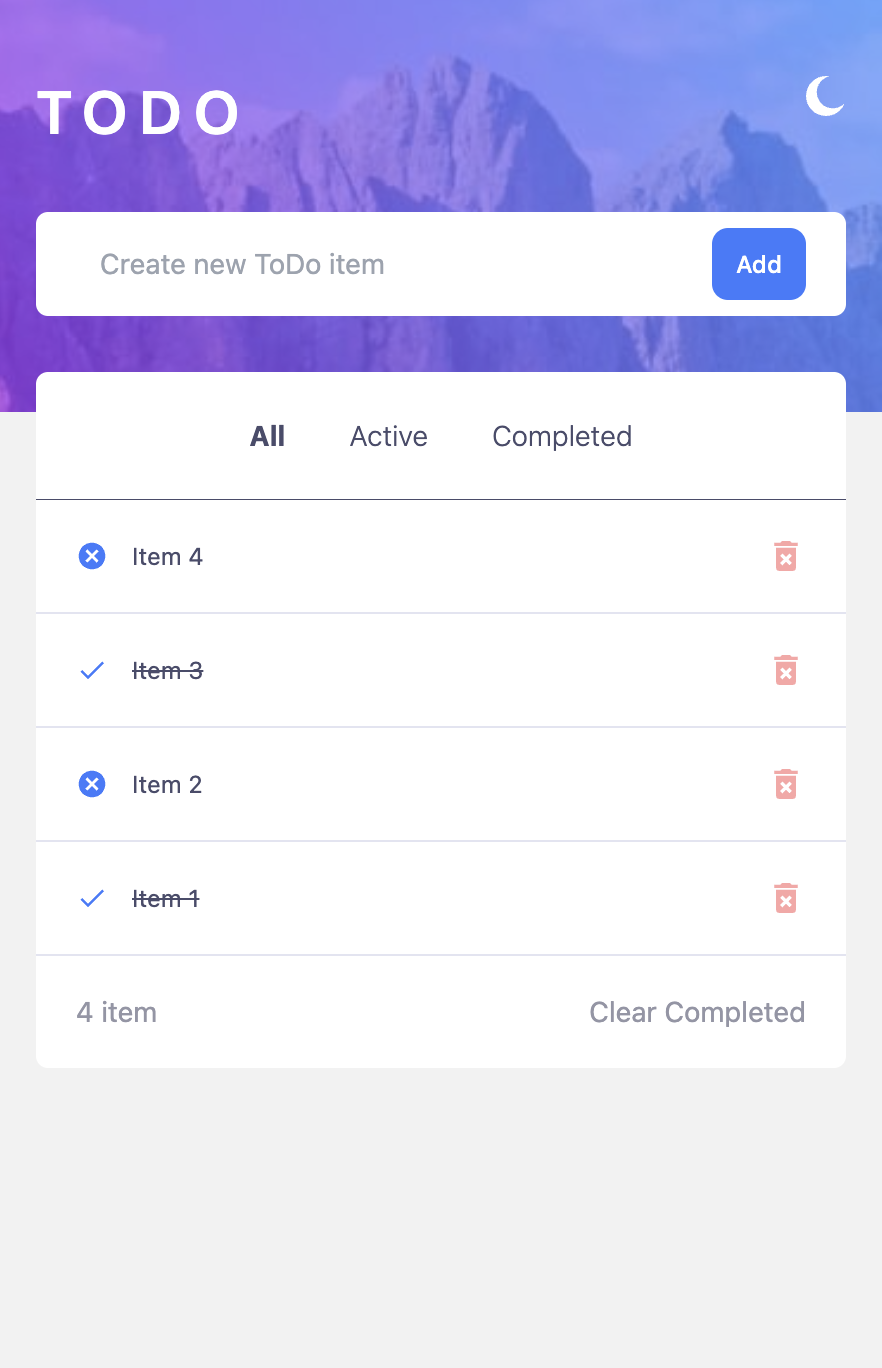 TODO
Create new ToDo item Add
All Active Completed
Item 4
Item 3
Item 2
Item 1
4 item Clear Completed